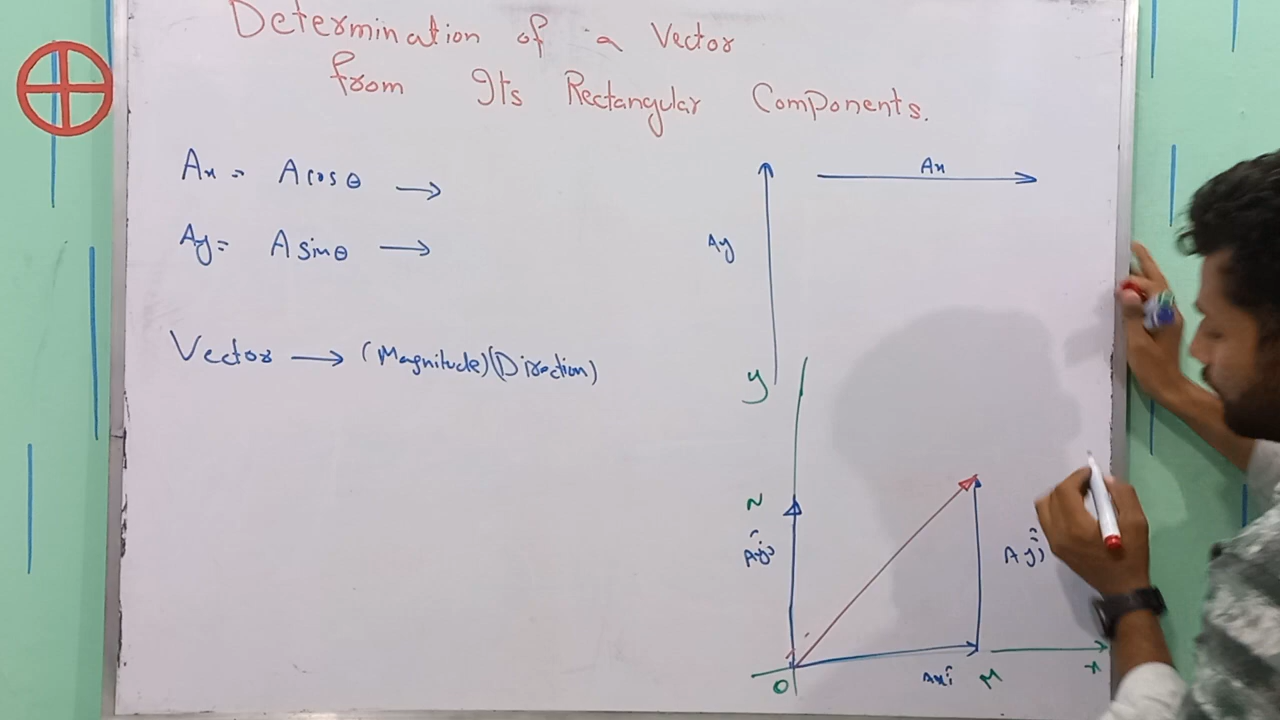 Determination of a Vector
from Its Rectangular Components.
Ax = A cos θ →
Ay = A sin θ →
Vector → (Magnitude)(Direction)
Ax
Ay
y
N
Ayĵ
Ayĵ
O
Axî
M
x